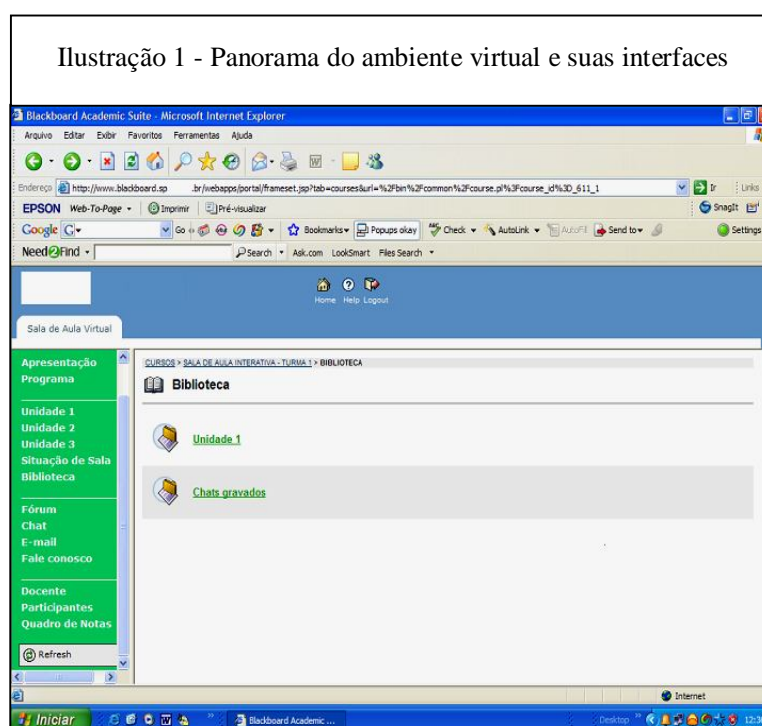 Ilustração 1 - Panorama do ambiente virtual e suas interfaces
Blackboard Academic Suite - Microsoft Internet Explorer
Arquivo Editar Exibir Favoritos Ferramentas Ajuda
Endereço http://www.blackboard.sp .br/webapps/portal/frameset.jsp?tab=courses&url=%2Fbin%2Fcommon%2Fcourse.pl%3Fcourse_id%3D_611_1 Ir Links
EPSON Web-To-Page Imprimir Pré-visualizar SnagIt
Google G Go Bookmarks Popups okay Check AutoLink AutoFill Send to Settings
Need2Find Search Ask.com LookSmart Files Search
Home Help Logout
Sala de Aula Virtual
Apresentação
Programa
Unidade 1
Unidade 2
Unidade 3
Situação de Sala
Biblioteca
Fórum
Chat
E-mail
Fale conosco
Docente
Participantes
Quadro de Notas
Refresh
CURSOS > SALA DE AULA INTERATIVA - TURMA 1 > BIBLIOTECA
Biblioteca
Unidade 1
Chats gravados
Internet
Iniciar Blackboard Academic ... Desktop